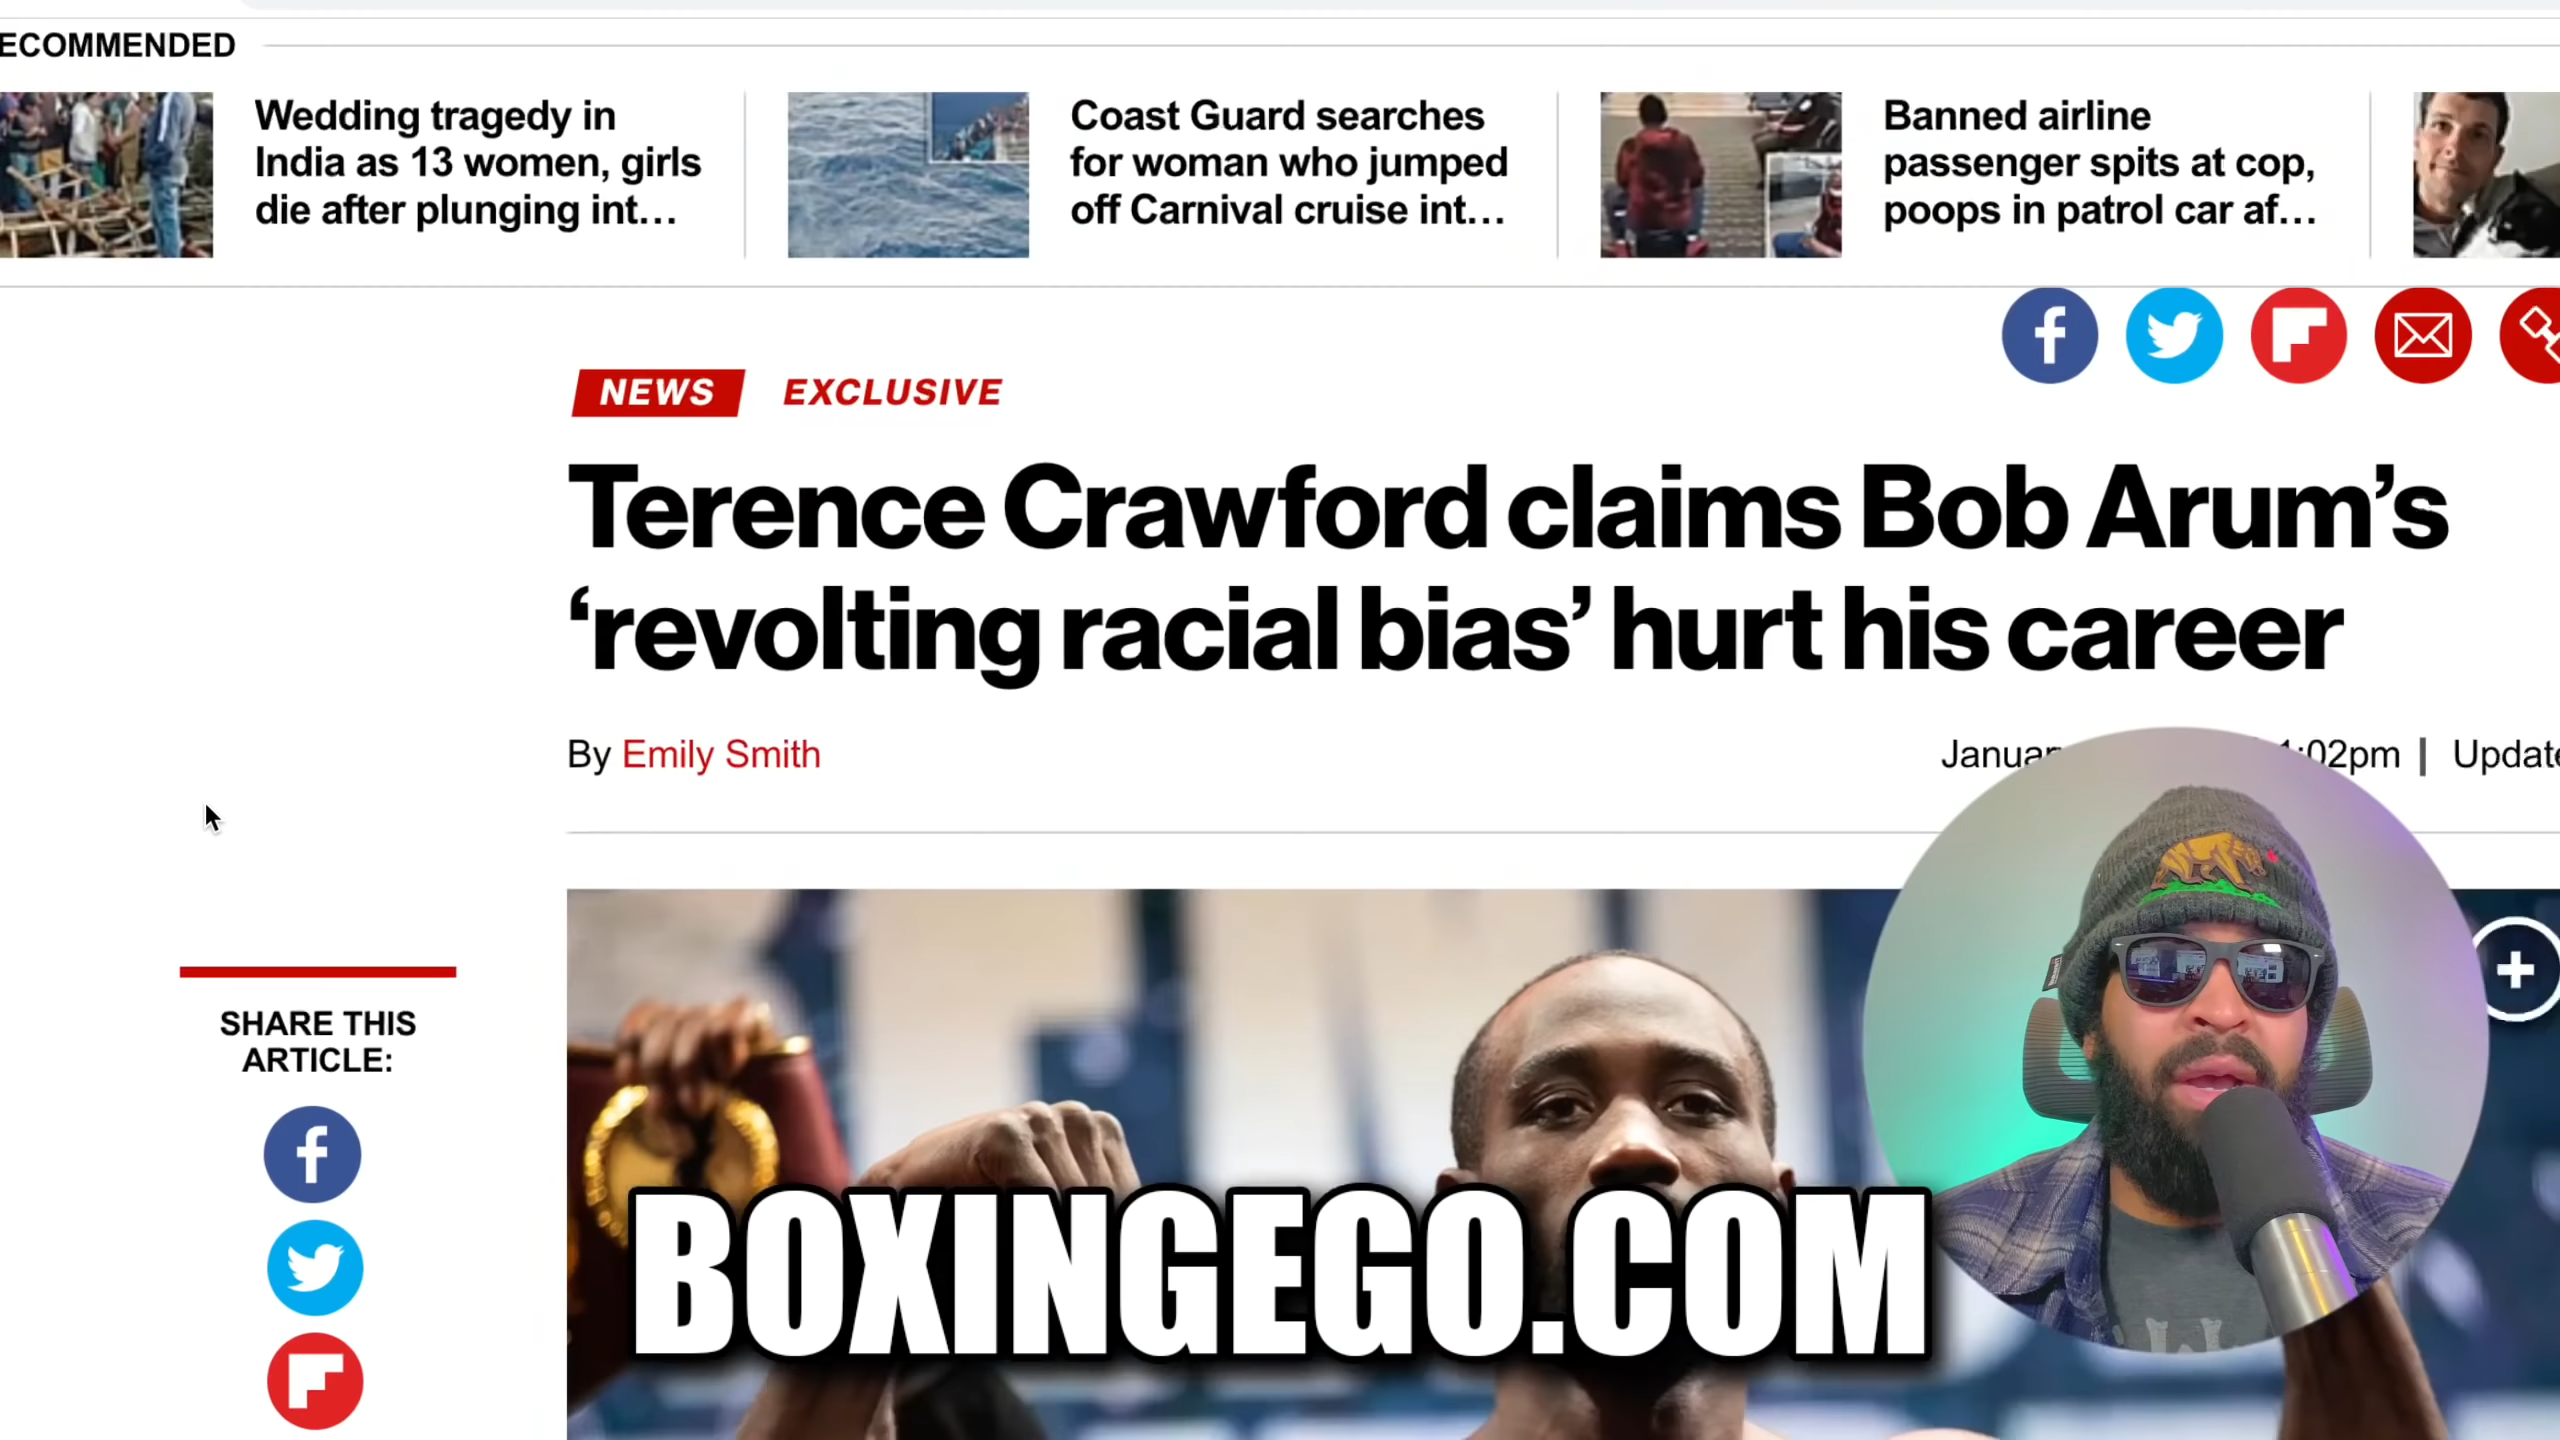 ECOMMENDED
Wedding tragedy in
India as 13 women, girls
die after plunging int...
Coast Guard searches
for woman who jumped
off Carnival cruise int...
Banned airline
passenger spits at cop,
poops in patrol car af...
NEWS EXCLUSIVE
Terence Crawford claims Bob Arum’s
‘revolting racial bias’ hurt his career
By Emily Smith
:02pm | Update
SHARE THIS
ARTICLE:
BOXINGEGO.COM